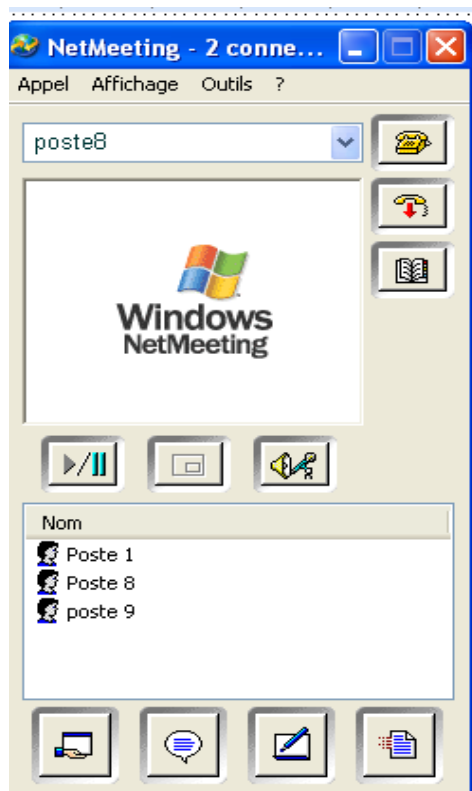 NetMeeting - 2 conne...
Appel Affichage Outils ?
poste8
Windows
NetMeeting
Nom
Poste 1
Poste 8
poste 9